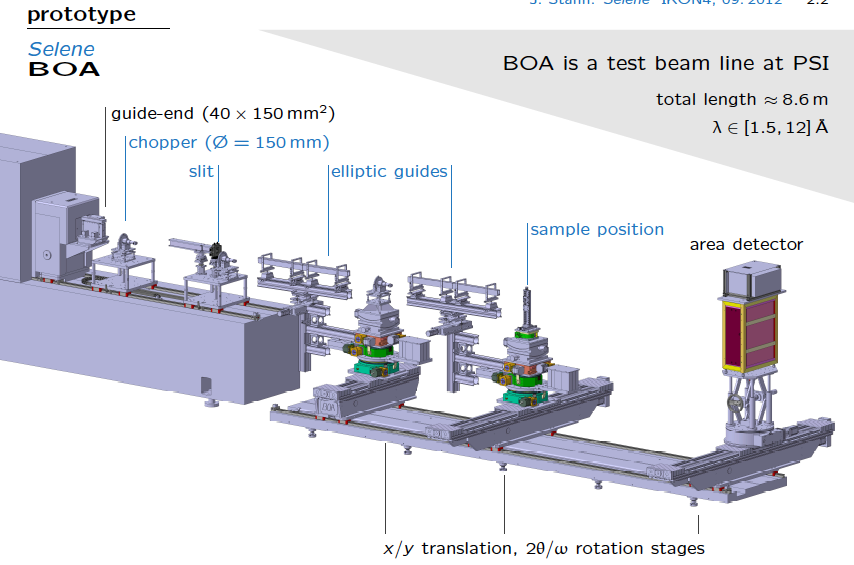 J. Stahn: Selene IKON4, 09. 2012 2.2
prototype
Selene
BOA
BOA is a test beam line at PSI
total length ≈ 8.6 m
λ ∈ [1.5, 12] Å
guide-end (40 × 150 mm²)
chopper (Ø = 150 mm)
slit
elliptic guides
sample position
area detector
BOA
x/y translation, 2θ/ω rotation stages